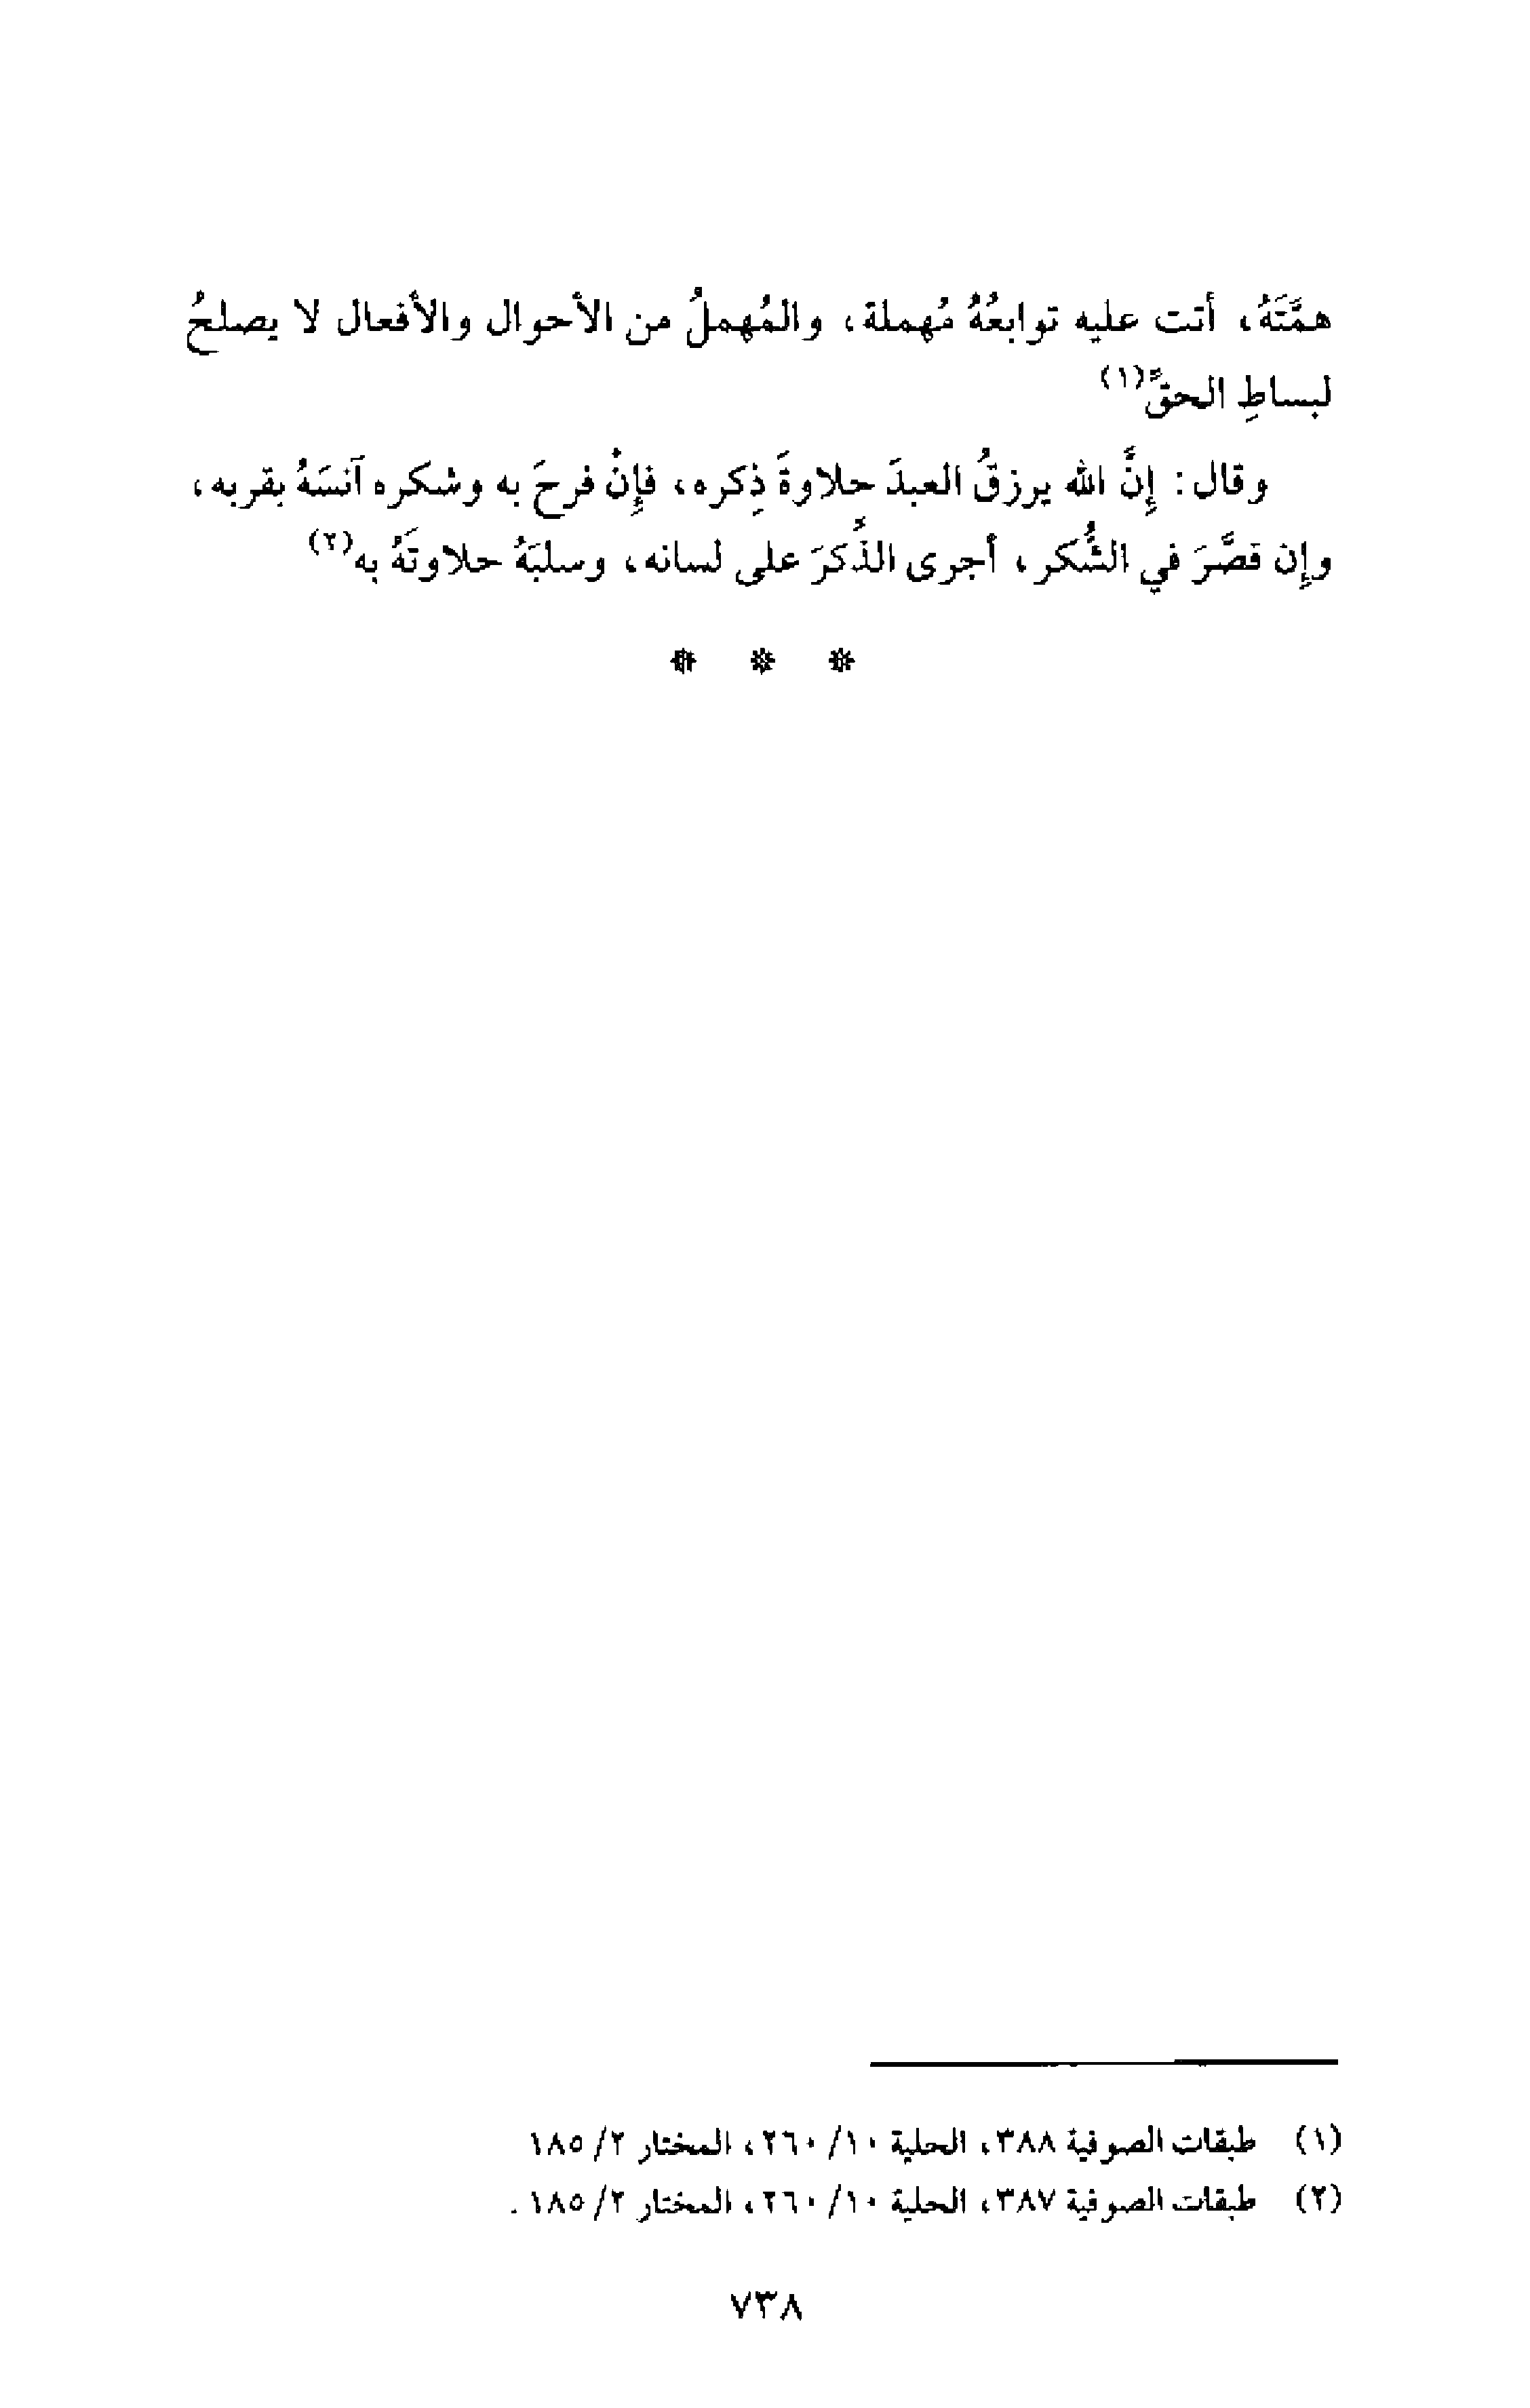 همَّتَهُ، أتت عليه توابعُهُ مُهملة، والمُهملُ من الأحوال والأفعال لا يصلحُ
لبساطِ الحقِّ(١)
وقال: إنَّ الله يرزقُ العبدَ حلاوةَ ذِكره، فإنْ فرحَ به وشكره آنسَهُ بقربه،
وإن قصَّرَ في الشُّكر، أجرى الذِّكرَ على لسانه، وسلبَهُ حلاوتَهُ به(٢)
* * *
(١) طبقات الصوفية ٣٨٨، الحلية ١٠/ ٢٦٠، المختار ٢/ ١٨٥
(٢) طبقات الصوفية ٣٨٧، الحلية ١٠/ ٢٦٠، المختار ٢/ ١٨٥.
٧٣٨